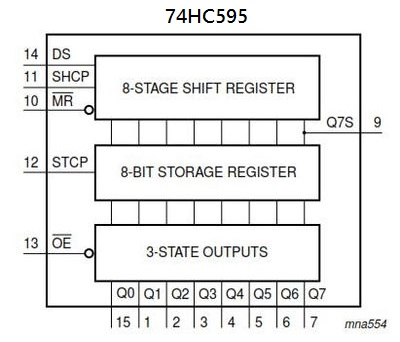 74HC595
14 DS
11 SHCP
8-STAGE SHIFT REGISTER
10 MR
Q7S 9
12 STCP
8-BIT STORAGE REGISTER
13 OE
3-STATE OUTPUTS
Q0 Q1 Q2 Q3 Q4 Q5 Q6 Q7
15 1 2 3 4 5 6 7
mna554